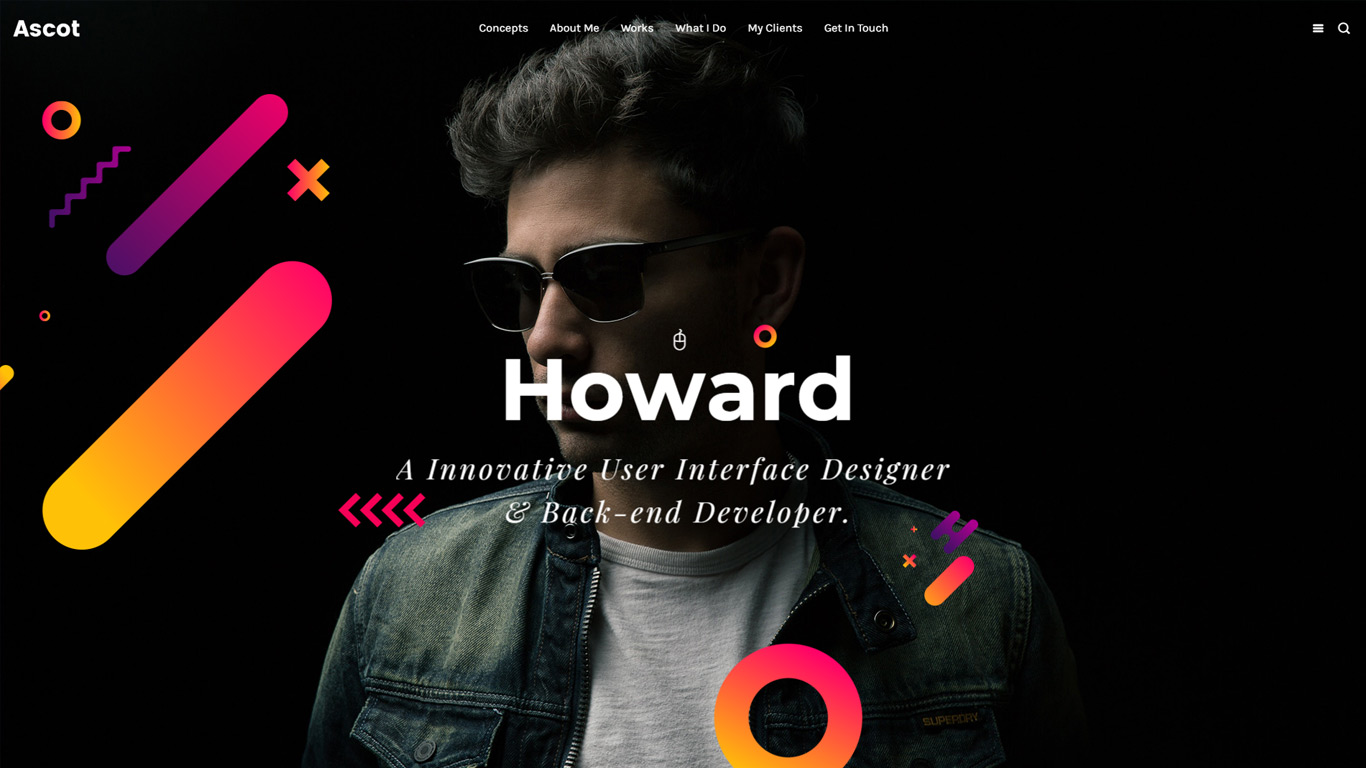 Ascot
Concepts About Me Works What I Do My Clients Get In Touch
Howard
A Innovative User Interface Designer
& Back-end Developer.
SUPERDRY